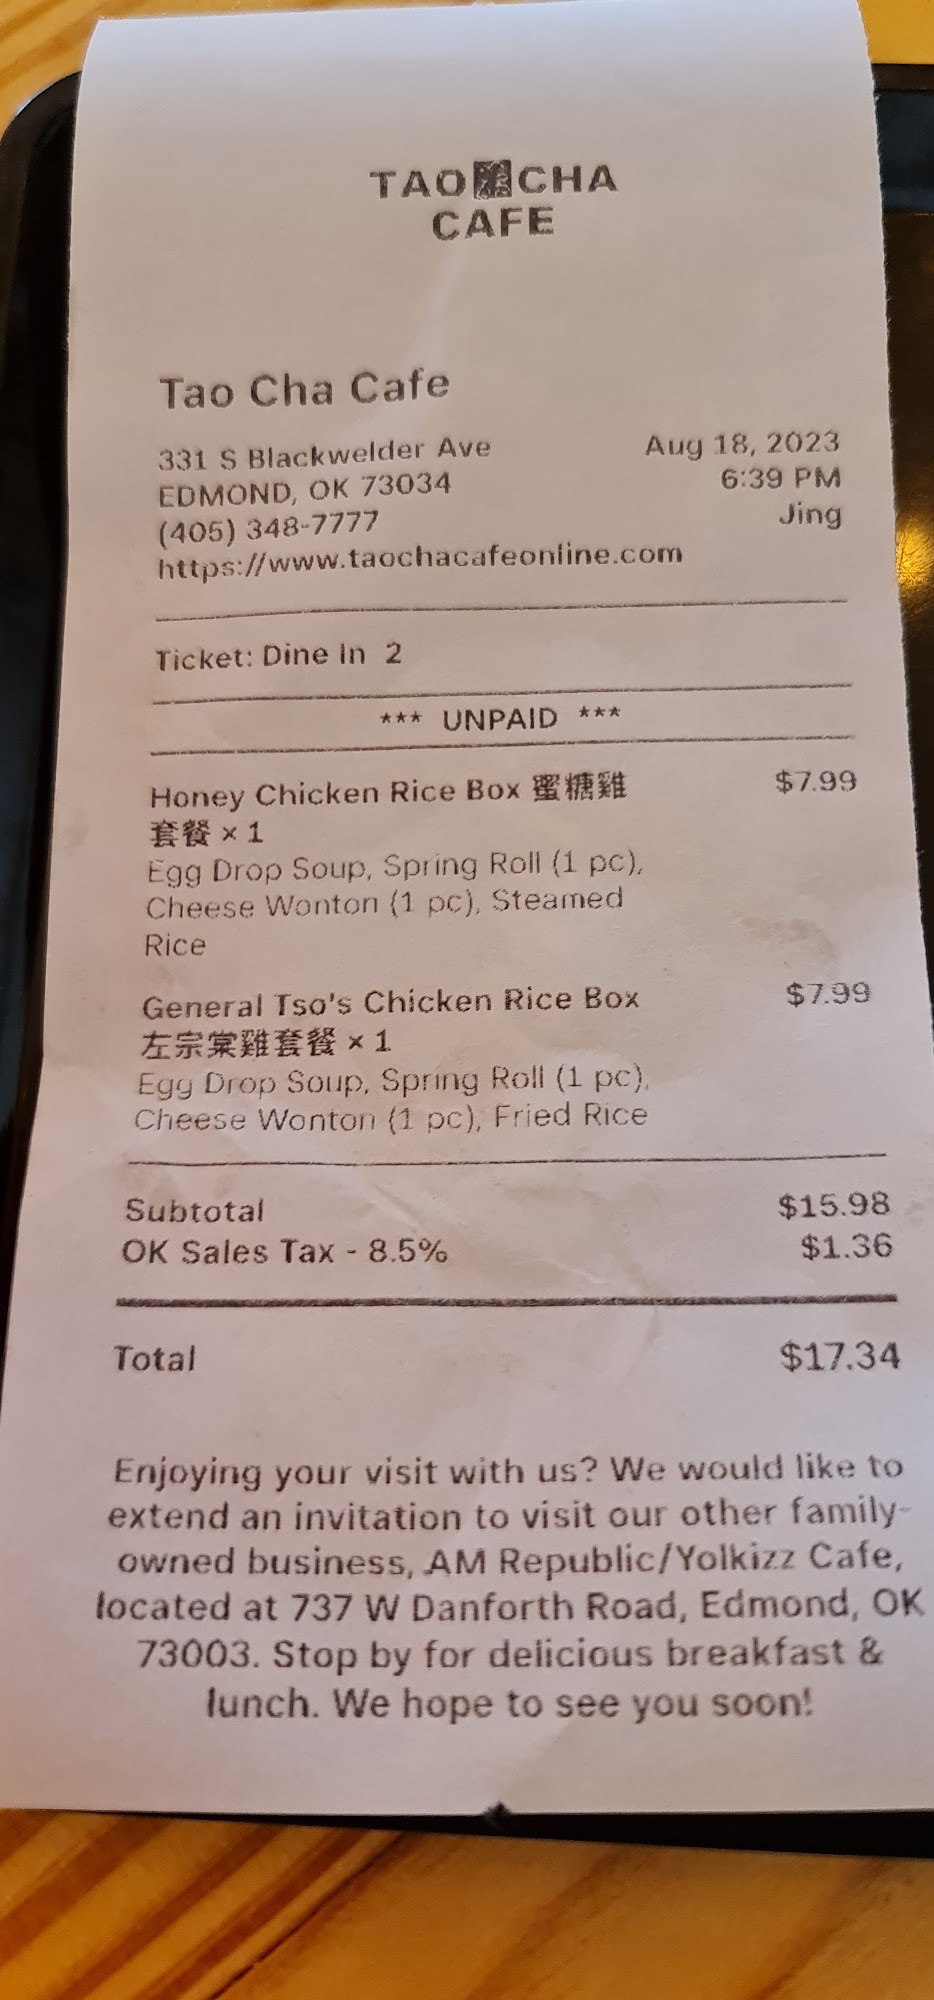 TAO CHA
CAFE
Tao Cha Cafe
331 S Blackwelder Ave
Aug 18, 2023
EDMOND, OK 73034
6:39 PM
(405) 348-7777
Jing
https://www.taochacafeonline.com
Ticket: Dine In 2
*** UNPAID ***
Honey Chicken Rice Box 蜜糖雞 $7.99
套餐 × 1
Egg Drop Soup, Spring Roll (1 pc),
Cheese Wonton (1 pc), Steamed
Rice
General Tso's Chicken Rice Box $7.99
左宗棠雞套餐 × 1
Egg Drop Soup, Spring Roll (1 pc),
Cheese Wonton (1 pc), Fried Rice
Subtotal $15.98
OK Sales Tax - 8.5% $1.36
Total $17.34
Enjoying your visit with us? We would like to
extend an invitation to visit our other family-
owned business, AM Republic/Yolkizz Cafe,
located at 737 W Danforth Road, Edmond, OK
73003. Stop by for delicious breakfast &
lunch. We hope to see you soon!